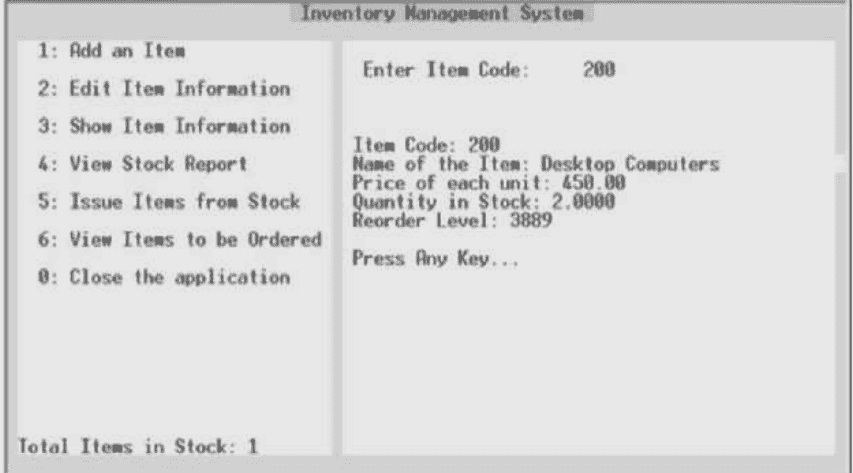 Inventory Management System
1: Add an Item
2: Edit Item Information
3: Show Item Information
4: View Stock Report
5: Issue Items from Stock
6: View Items to be Ordered
0: Close the application
Total Items in Stock: 1
Enter Item Code: 200
Item Code: 200
Name of the Item: Desktop Computers
Price of each unit: 450.00
Quantity in Stock: 2.0000
Reorder Level: 3889
Press Any Key...